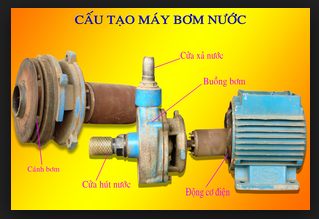 CẤU TẠO MÁY BƠM NƯỚC
Cửa xả nước
Buồng bơm
Cánh bơm
Cửa hút nước
Động cơ điện